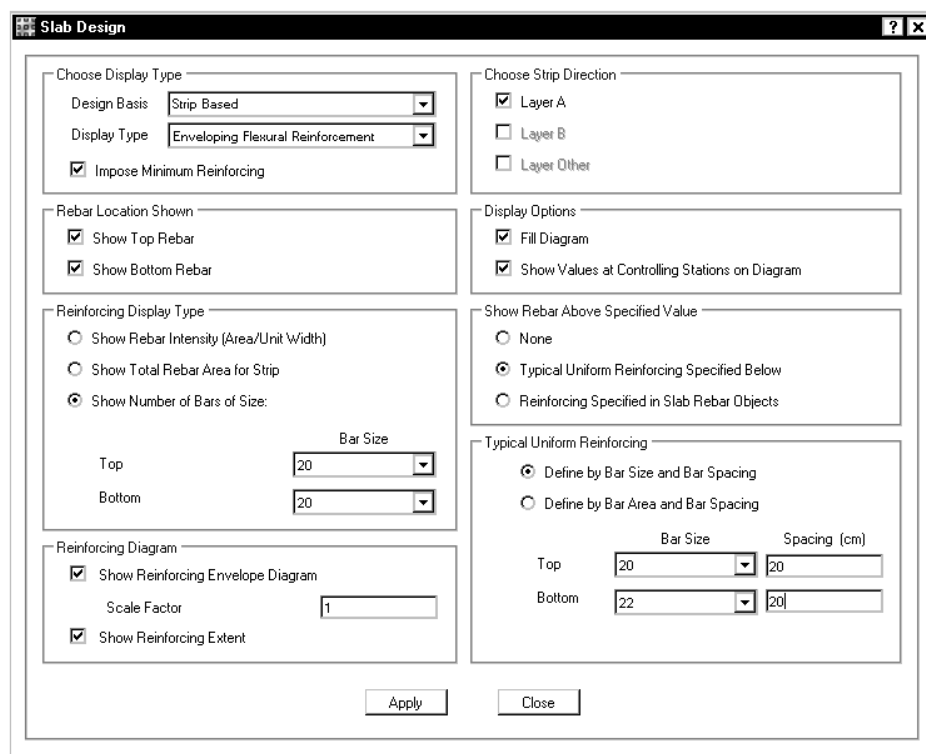 Slab Design
Choose Display Type
Design Basis Strip Based
Display Type Enveloping Flexural Reinforcement
Impose Minimum Reinforcing
Rebar Location Shown
Show Top Rebar
Show Bottom Rebar
Reinforcing Display Type
Show Rebar Intensity (Area/Unit Width)
Show Total Rebar Area for Strip
Show Number of Bars of Size:
Bar Size
Top 20
Bottom 20
Reinforcing Diagram
Show Reinforcing Envelope Diagram
Scale Factor 1
Show Reinforcing Extent
Choose Strip Direction
Layer A
Layer B
Layer Other
Display Options
Fill Diagram
Show Values at Controlling Stations on Diagram
Show Rebar Above Specified Value
None
Typical Uniform Reinforcing Specified Below
Reinforcing Specified in Slab Rebar Objects
Typical Uniform Reinforcing
Define by Bar Size and Bar Spacing
Define by Bar Area and Bar Spacing
Bar Size Spacing (cm)
Top 20 20
Bottom 22 20
Apply Close